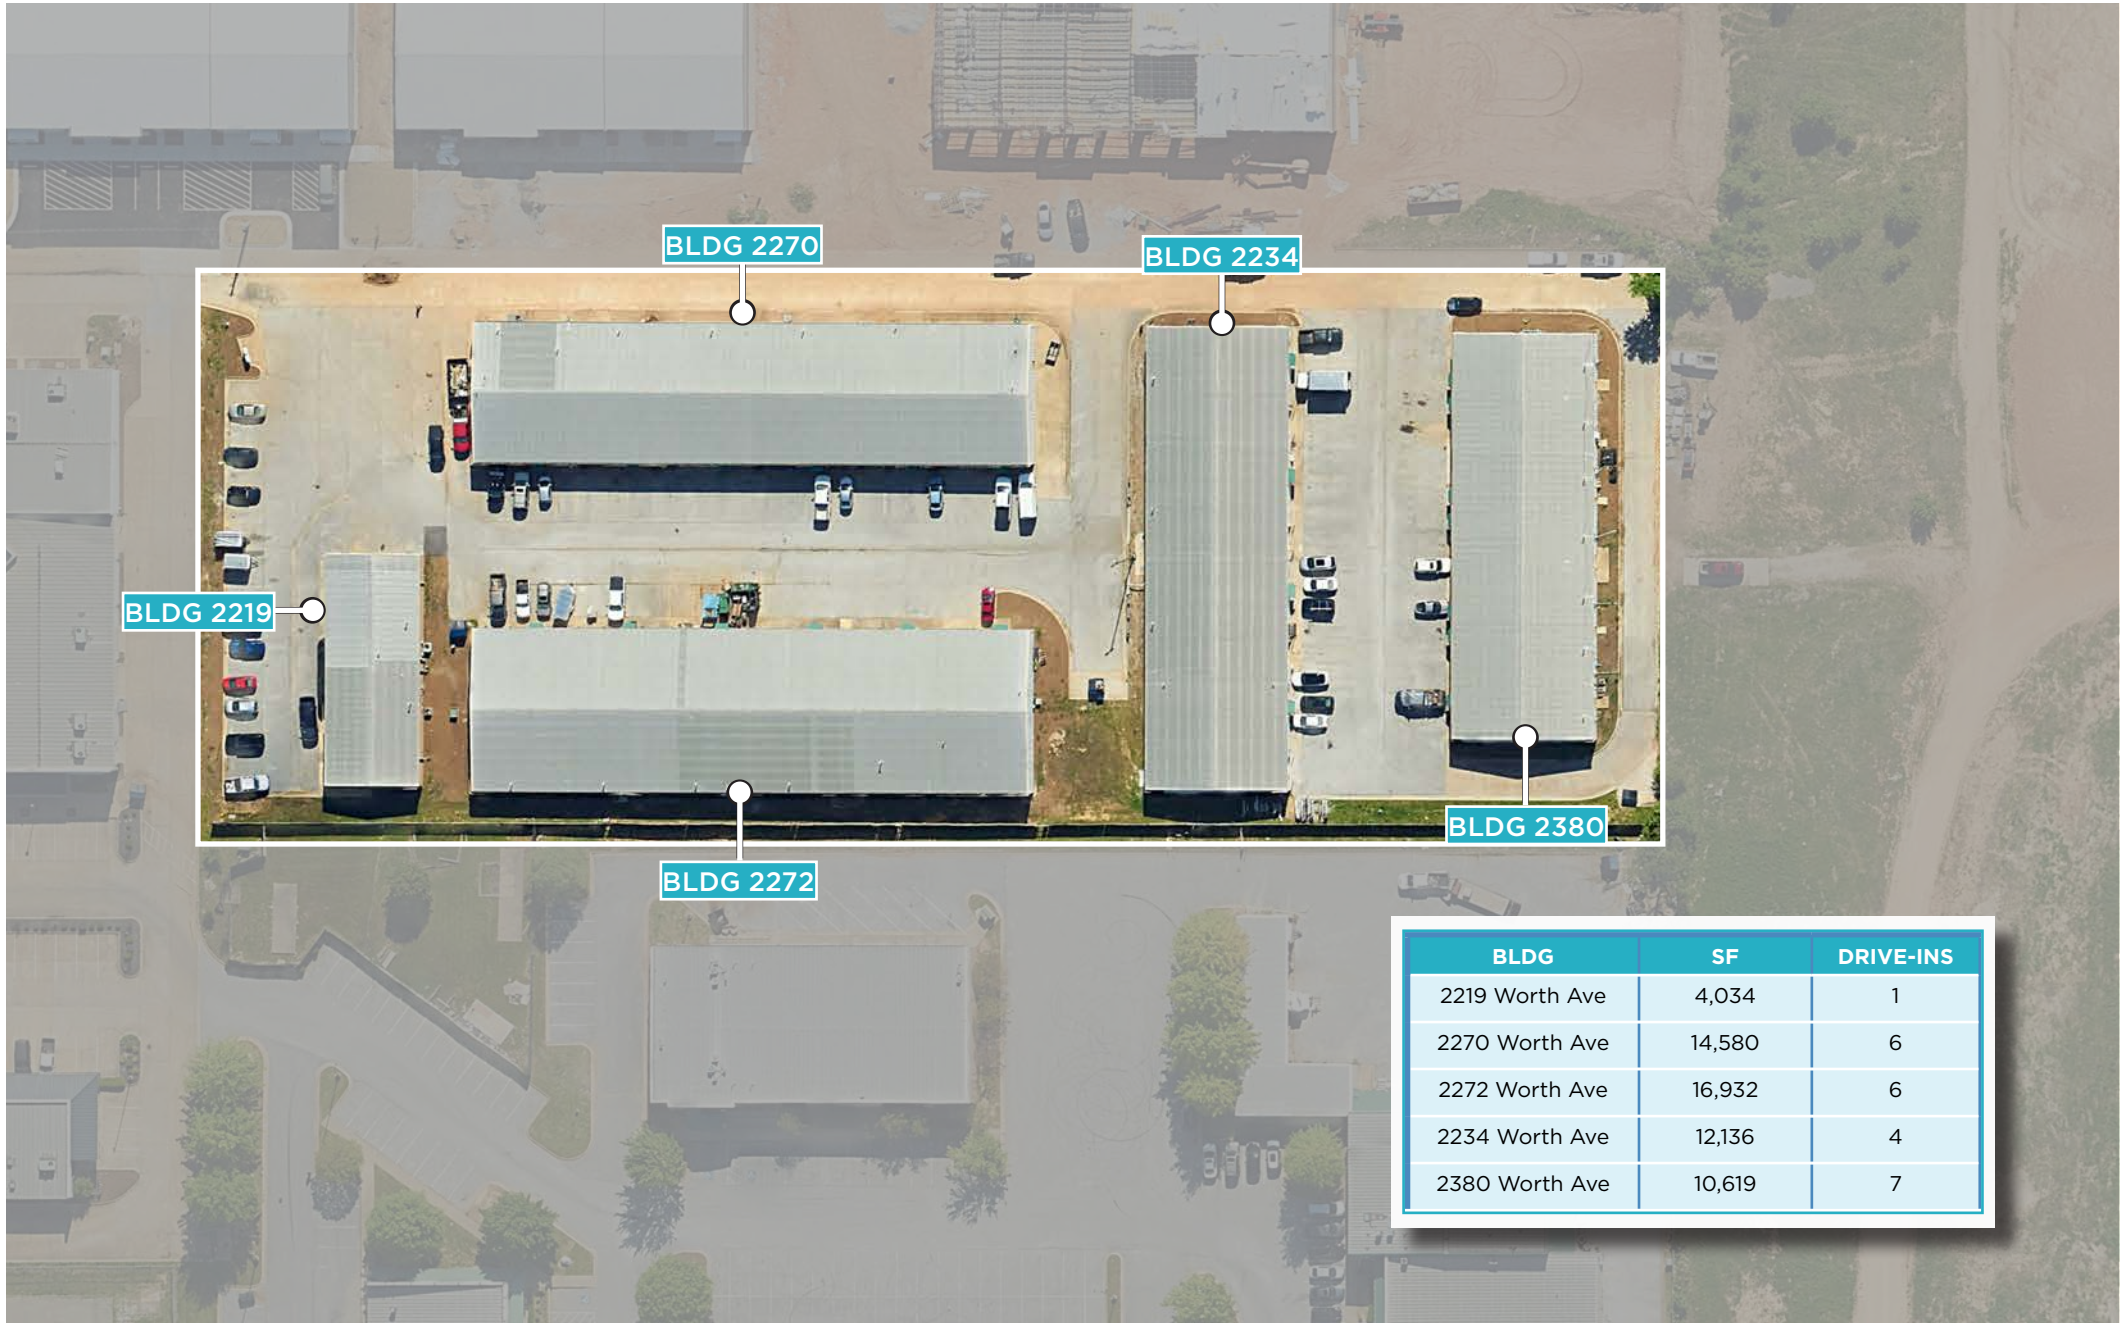 BLDG 2270
BLDG 2234
BLDG 2219
BLDG 2380
BLDG 2272
BLDG SF DRIVE-INS
2219 Worth Ave 4,034 1
2270 Worth Ave 14,580 6
2272 Worth Ave 16,932 6
2234 Worth Ave 12,136 4
2380 Worth Ave 10,619 7